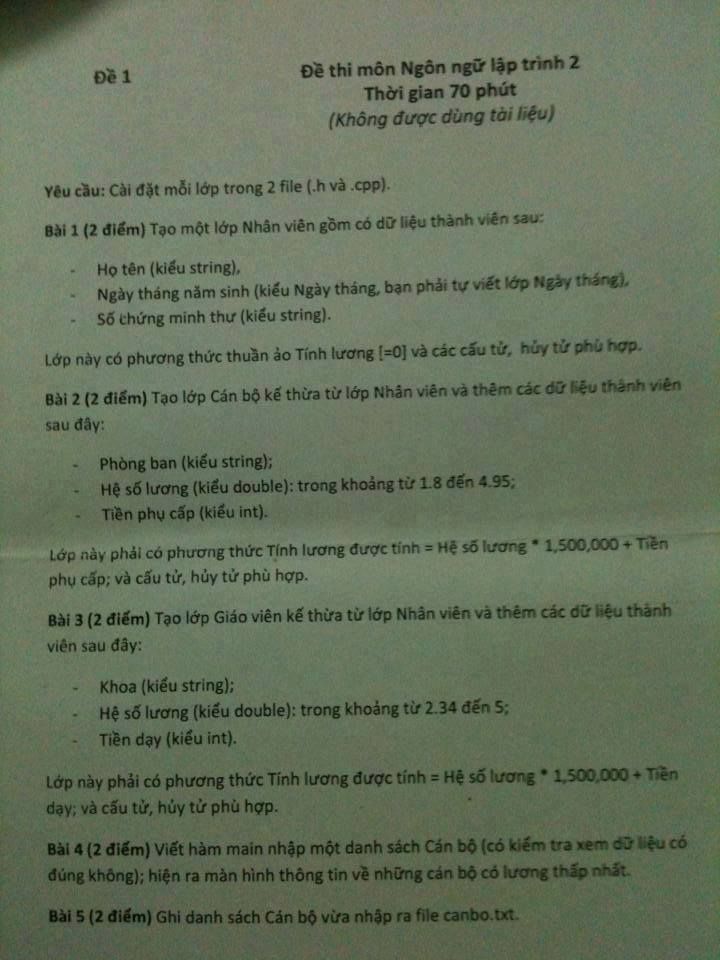 Đề 1
Đề thi môn Ngôn ngữ lập trình 2
Thời gian 70 phút
(Không được dùng tài liệu)
Yêu cầu: Cài đặt mỗi lớp trong 2 file (.h và .cpp).
Bài 1 (2 điểm) Tạo một lớp Nhân viên gồm có dữ liệu thành viên sau:
- Họ tên (kiểu string),
- Ngày tháng năm sinh (kiểu Ngày tháng, bạn phải tự viết lớp Ngày tháng),
- Số chứng minh thư (kiểu string).
Lớp này có phương thức thuần ảo Tính lương [=0] và các cấu tử, hủy tử phù hợp.
Bài 2 (2 điểm) Tạo lớp Cán bộ kế thừa từ lớp Nhân viên và thêm các dữ liệu thành viên
sau đây:
- Phòng ban (kiểu string);
- Hệ số lương (kiểu double): trong khoảng từ 1.8 đến 4.95;
- Tiền phụ cấp (kiểu int).
Lớp này phải có phương thức Tính lương được tính = Hệ số lương * 1,500,000 + Tiền
phụ cấp; và cấu tử, hủy tử phù hợp.
Bài 3 (2 điểm) Tạo lớp Giáo viên kế thừa từ lớp Nhân viên và thêm các dữ liệu thành
viên sau đây:
- Khoa (kiểu string);
- Hệ số lương (kiểu double): trong khoảng từ 2.34 đến 5;
- Tiền dạy (kiểu int).
Lớp này phải có phương thức Tính lương được tính = Hệ số lương * 1,500,000 + Tiền
dạy; và cấu tử, hủy tử phù hợp.
Bài 4 (2 điểm) Viết hàm main nhập một danh sách Cán bộ (có kiểm tra xem dữ liệu có
đúng không); hiện ra màn hình thông tin về những cán bộ có lương thấp nhất.
Bài 5 (2 điểm) Ghi danh sách Cán bộ vừa nhập ra file canbo.txt.